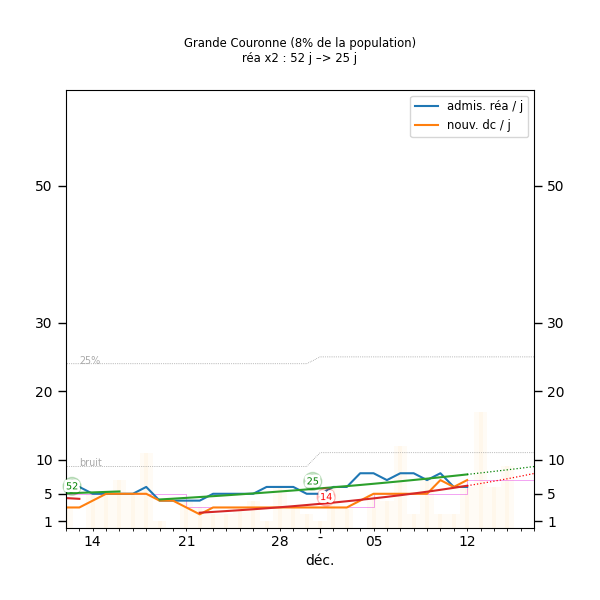 Grande Couronne (8% de la population)
réa x2 : 52 j –> 25 j
admis. réa / j
nouv. dc / j
50 50
30 30
25%
20 20
bruit
10 10
52 25 14
5 5
1 1
14 21 28 05 12
déc.